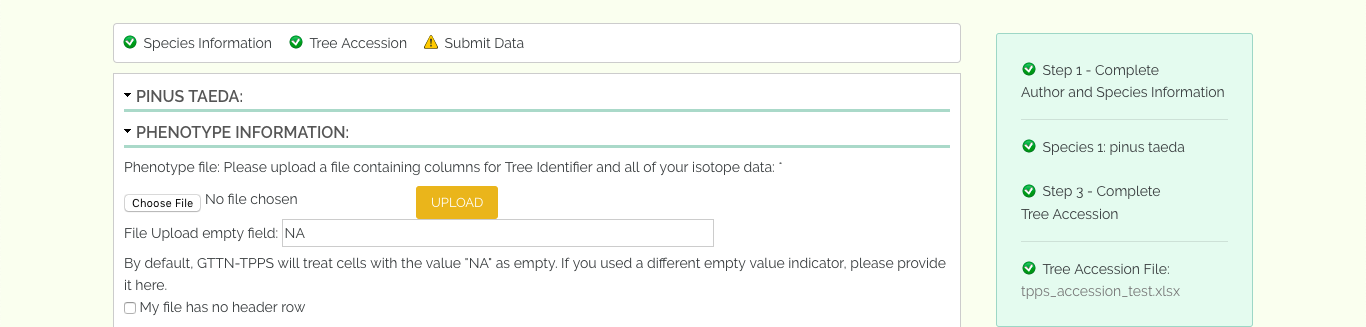 Species Information Tree Accession Submit Data
PINUS TAEDA:
PHENOTYPE INFORMATION:
Phenotype file: Please upload a file containing columns for Tree Identifier and all of your isotope data: *
Choose File No file chosen UPLOAD
File Upload empty field: NA
By default, GTTN-TPPS will treat cells with the value "NA" as empty. If you used a different empty value indicator, please provide
it here.
My file has no header row
Step 1 - Complete
Author and Species Information
Species 1: pinus taeda
Step 3 - Complete
Tree Accession
Tree Accession File:
tpps_accession_test.xlsx